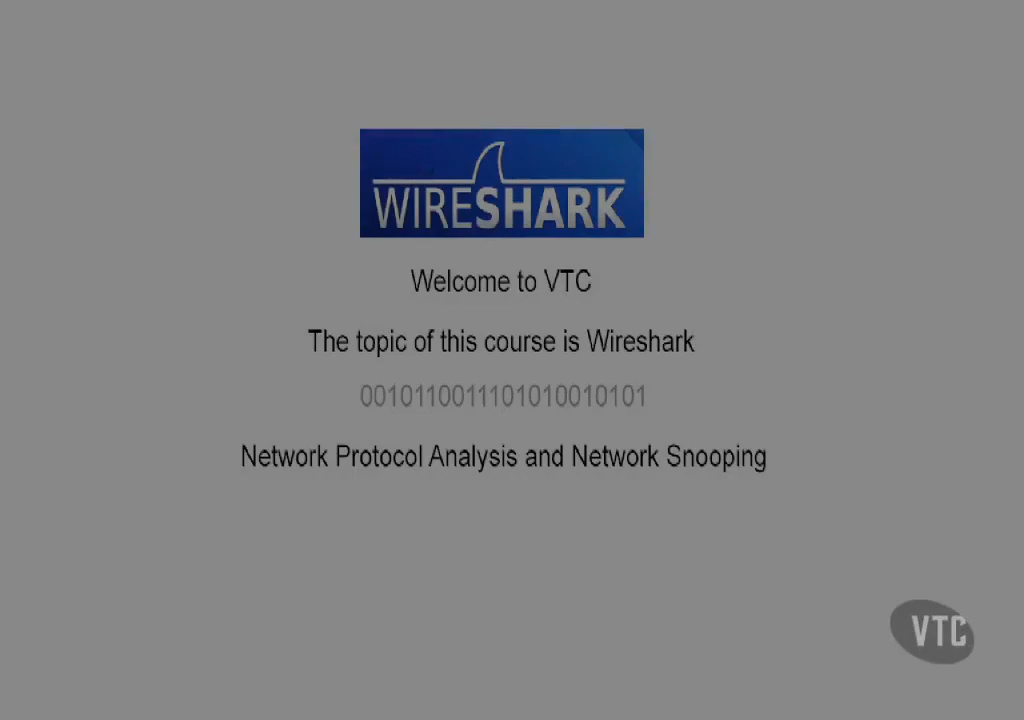 WIRESHARK
Welcome to VTC
The topic of this course is Wireshark
0010110011101010010101
Network Protocol Analysis and Network Snooping
VTC